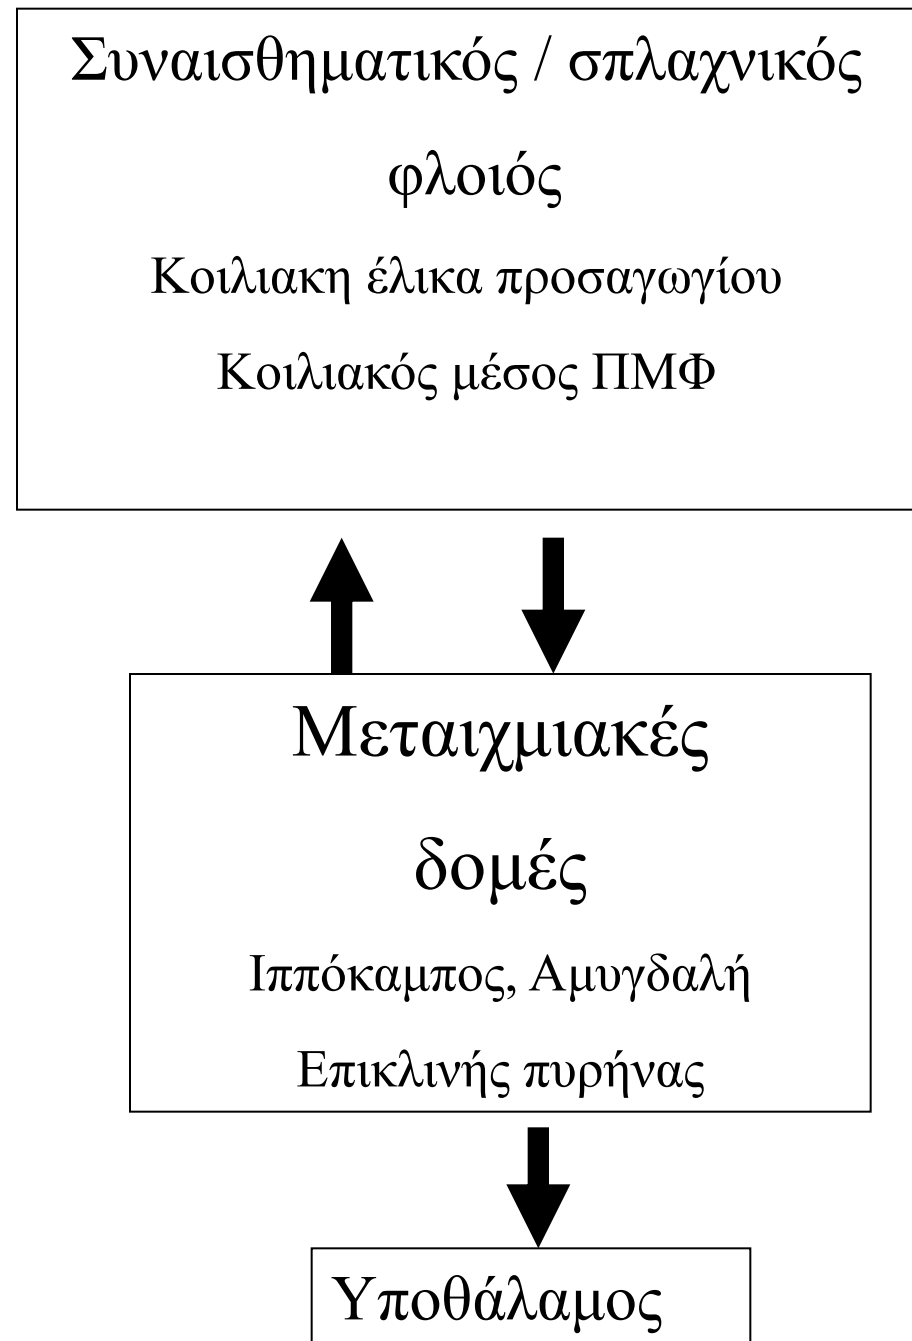 Συναισθηματικός / σπλαχνικός
φλοιός
Κοιλιακη έλικα προσαγωγίου
Κοιλιακός μέσος ΠΜΦ
Μεταιχμιακές
δομές
Ιππόκαμπος, Αμυγδαλή
Επικλινής πυρήνας
Υποθάλαμος